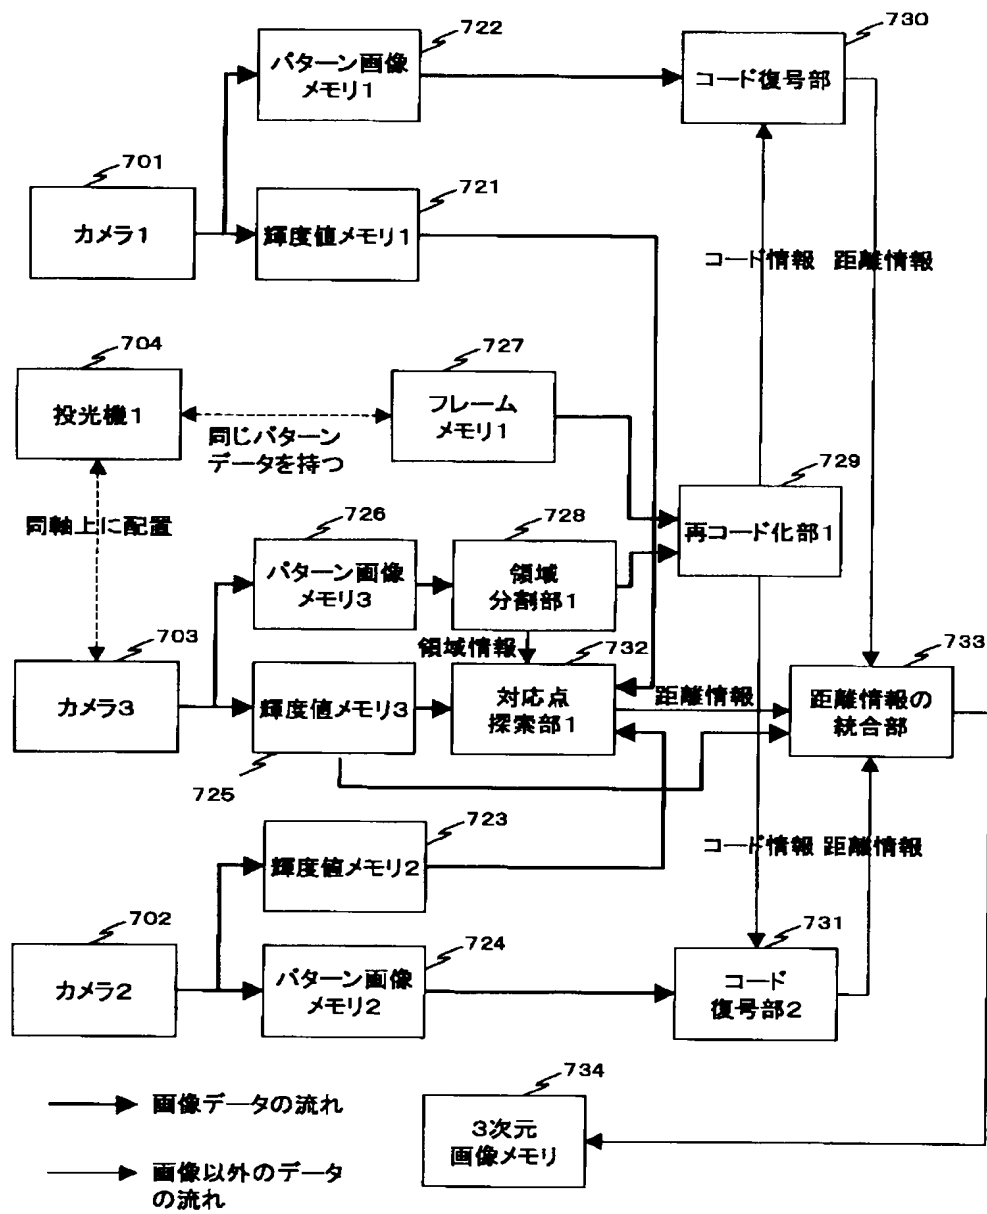 722
730
パターン画像
メモリ1
コード復号部
701
721
カメラ1
輝度値メモリ1
コード情報 距離情報
704
727
投光機1
フレーム
メモリ1
同じパターン
データを持つ
729
同軸上に配置
726
728
再コード化部1
パターン画像
メモリ3
領域
分割部1
領域情報
703
732
733
カメラ3
輝度値メモリ3
対応点
探索部1
距離情報
距離情報の
統合部
725
723
コード情報 距離情報
輝度値メモリ2
702
724
731
カメラ2
パターン画像
メモリ2
コード
復号部2
734
画像データの流れ
3次元
画像メモリ
画像以外のデータ
の流れ